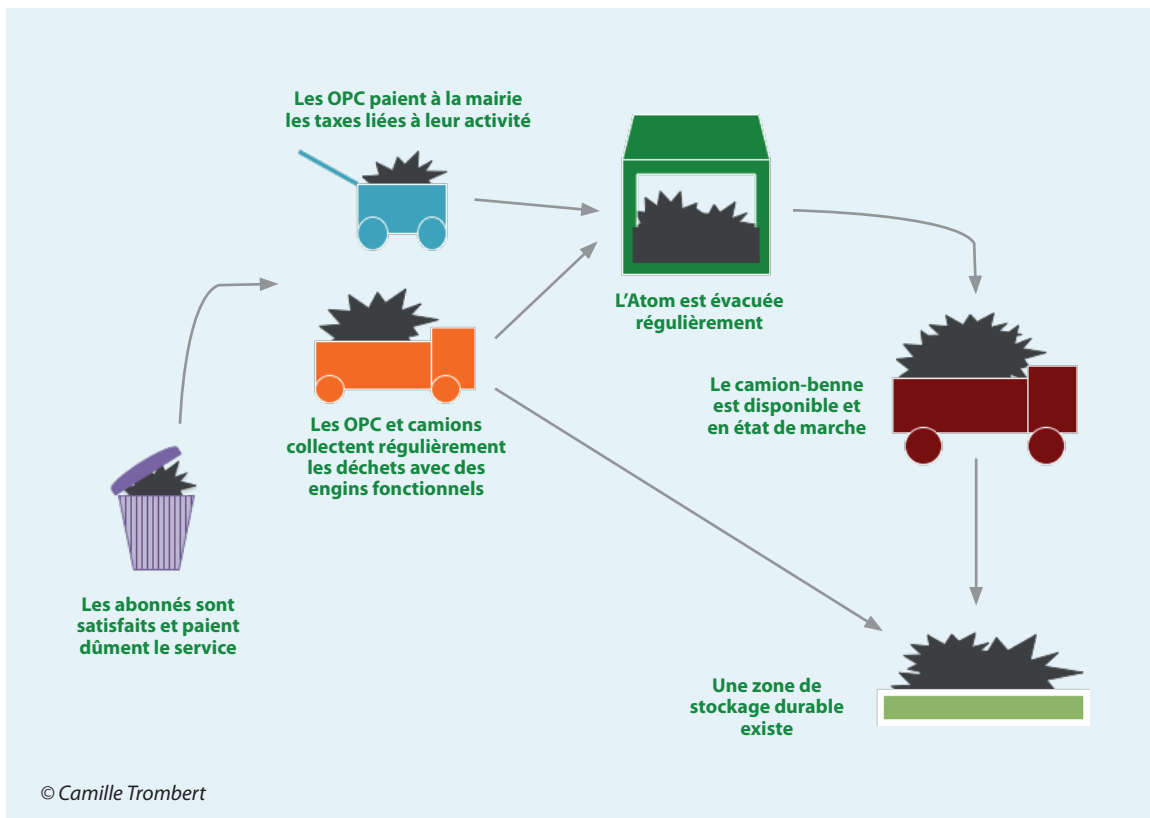 Les OPC paient à la mairie
les taxes liées à leur activité
L'Atom est évacuée
régulièrement
Le camion-benne
est disponible et
en état de marche
Les OPC et camions
collectent régulièrement
les déchets avec des
engins fonctionnels
Les abonnés sont
satisfaits et paient
dûment le service
Une zone de
stockage durable
existe
© Camille Trombert